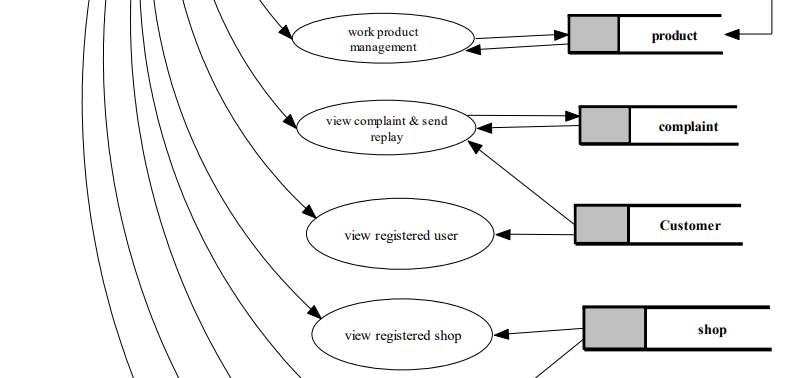 work product
management
product
view complaint & send
replay
complaint
view registered user
Customer
view registered shop
shop